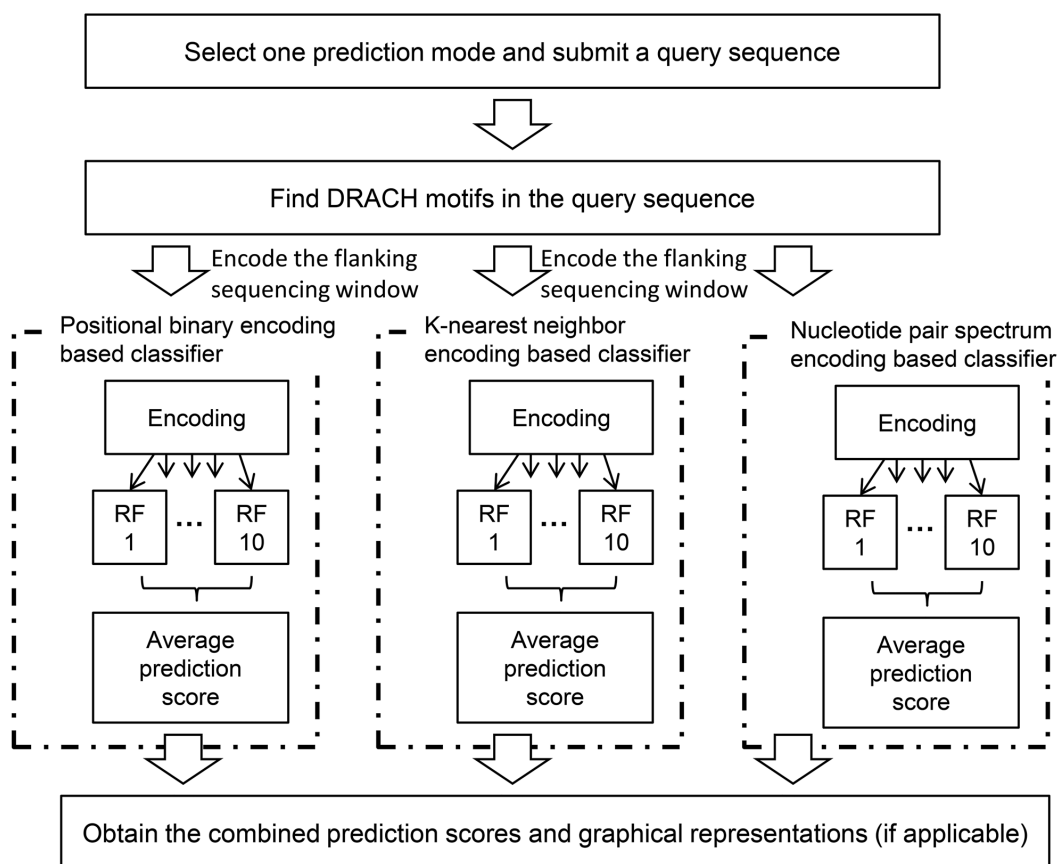 Select one prediction mode and submit a query sequence
Find DRACH motifs in the query sequence
Encode the flanking
sequencing window
Encode the flanking
sequencing window
Positional binary encoding
based classifier
Encoding
RF
1
...
RF
10
Average
prediction
score
K-nearest neighbor
encoding based classifier
Encoding
RF
1
...
RF
10
Average
prediction
score
Nucleotide pair spectrum
encoding based classifier
Encoding
RF
1
...
RF
10
Average
prediction
score
Obtain the combined prediction scores and graphical representations (if applicable)